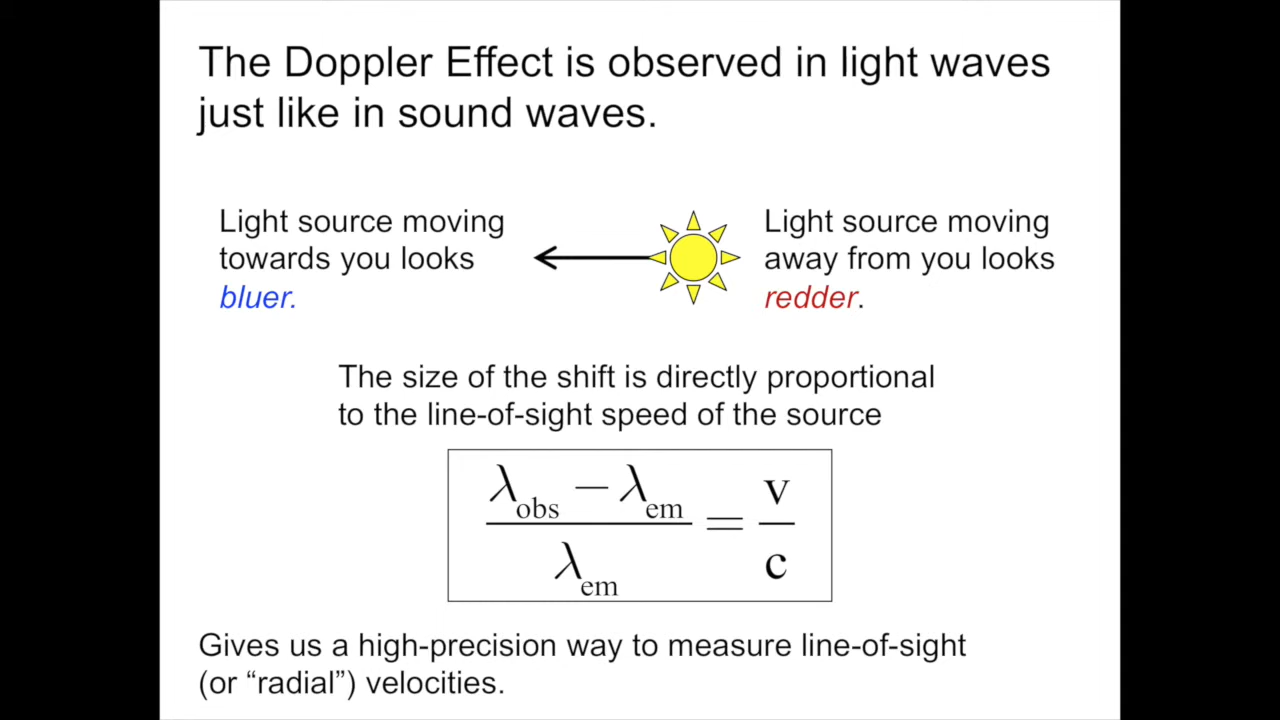 The Doppler Effect is observed in light waves
just like in sound waves.
Light source moving
towards you looks
bluer.
Light source moving
away from you looks
redder.
The size of the shift is directly proportional
to the line-of-sight speed of the source
λobs − λem
λem
=
v
c
Gives us a high-precision way to measure line-of-sight
(or “radial”) velocities.